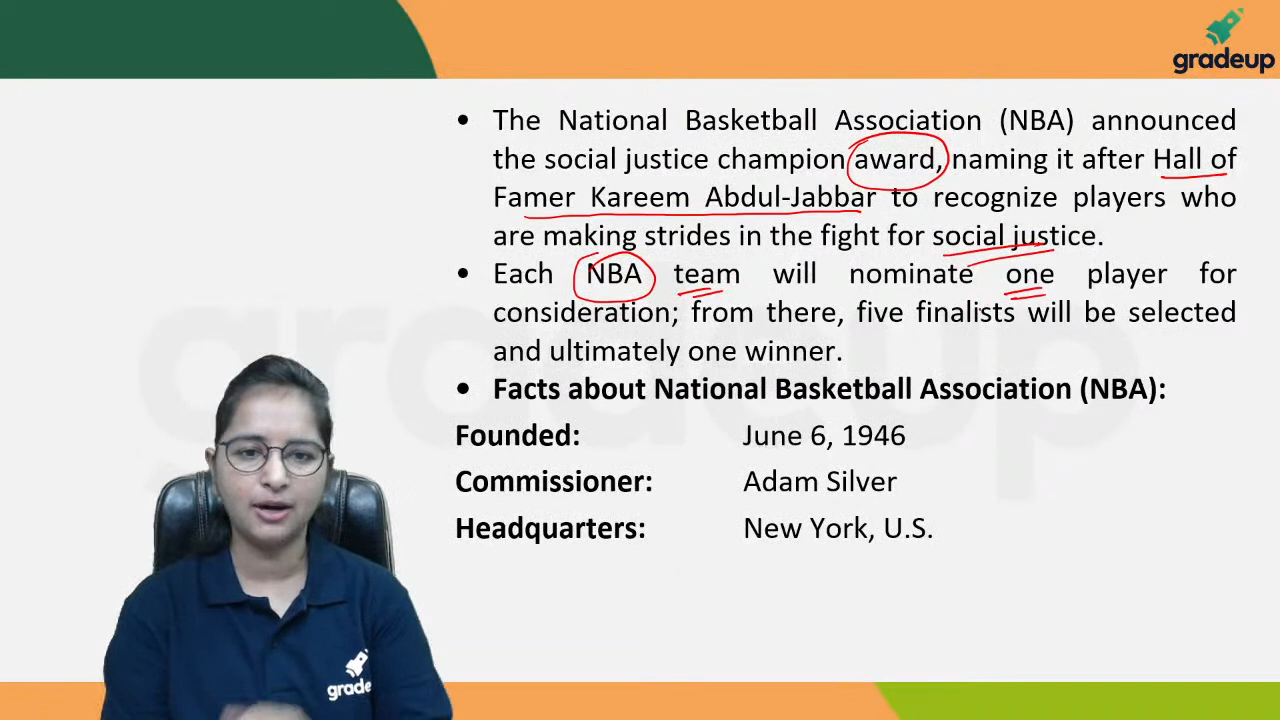 gradeup
• The National Basketball Association (NBA) announced
the social justice champion award, naming it after Hall of
Famer Kareem Abdul-Jabbar to recognize players who
are making strides in the fight for social justice.
• Each NBA team will nominate one player for
consideration; from there, five finalists will be selected
and ultimately one winner.
• Facts about National Basketball Association (NBA):
Founded: June 6, 1946
Commissioner: Adam Silver
Headquarters: New York, U.S.
gradeup
grade